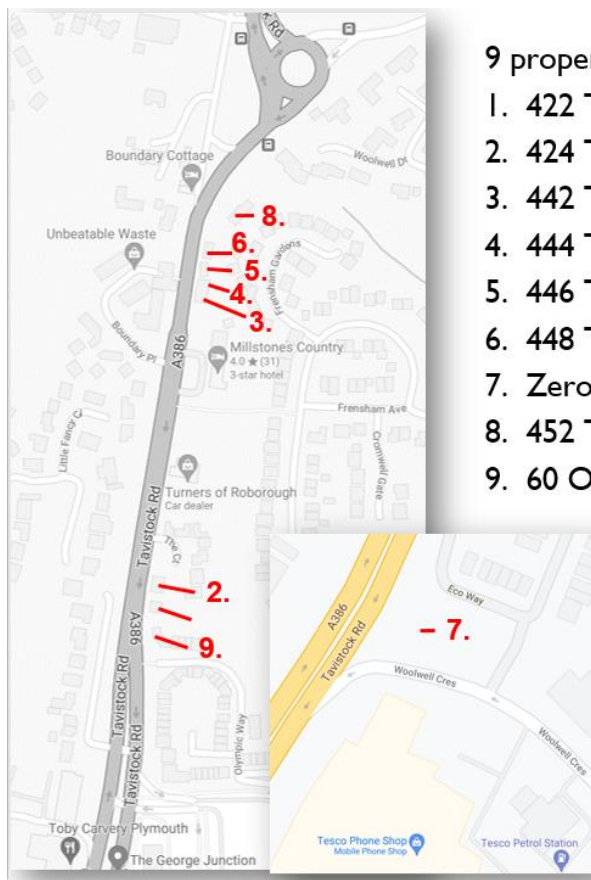 Tavistock Rd
Boundary Cottage
Woolwell Dr
8.
Unbeatable Waste
6.
5.
4.
3.
Frensham Gardens
Boundary Pl
A386
Millstones Country
4.0 ★ (31)
3-star hotel
Frensham Ave
Little Fancy Cl
Cromwell Gate
Turners of Roborough
Car dealer
Tavistock Rd
The Ct
2.
A386
9.
Tavistock Rd
Tavistock Rd
Olympic Way
Toby Carvery Plymouth
The George Junction
9 proper
1. 422 T
2. 424 T
3. 442 T
4. 444 T
5. 446 T
6. 448 T
7. Zero
8. 452 T
9. 60 O
Eco Way
A386
7.
Tavistock Rd
Woolwell Cres
Woolwell Cres
Tesco Phone Shop
Mobile Phone Shop
Tesco Petrol Station